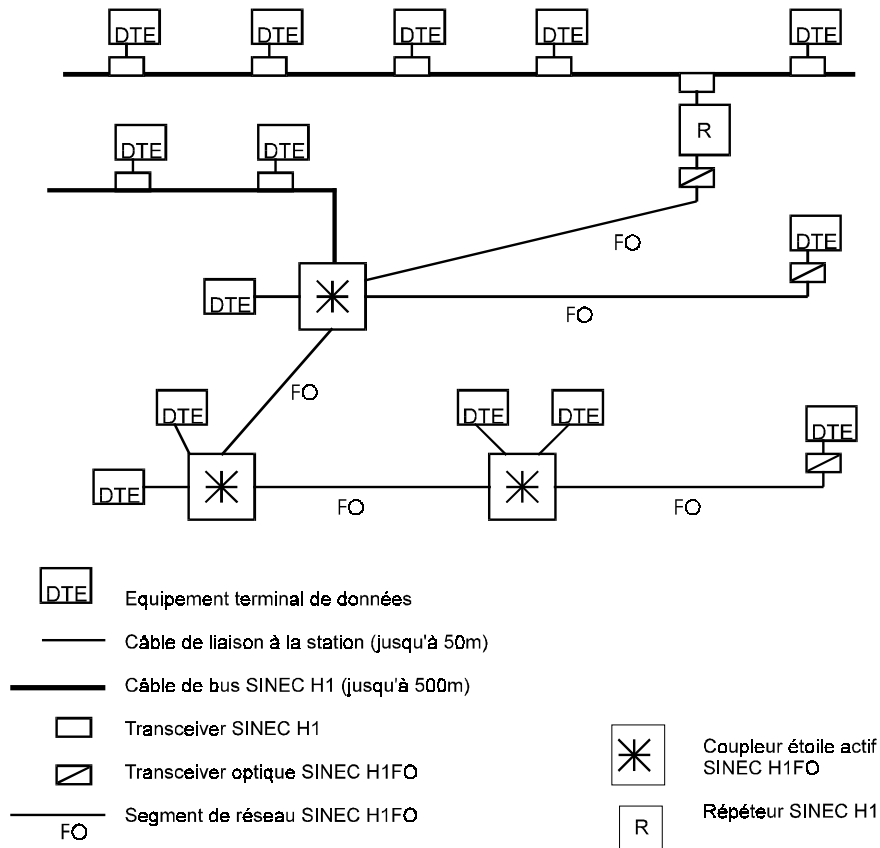 DTE DTE DTE DTE DTE
R
DTE DTE
FO
DTE
DTE
FO
FO
DTE DTE DTE
DTE
DTE
FO FO
DTE Equipement terminal de données
Câble de liaison à la station (jusqu'à 50m)
Câble de bus SINEC H1 (jusqu'à 500m)
Transceiver SINEC H1
Transceiver optique SINEC H1FO
Segment de réseau SINEC H1FO
FO
Coupleur étoile actif
SINEC H1FO
R Répéteur SINEC H1